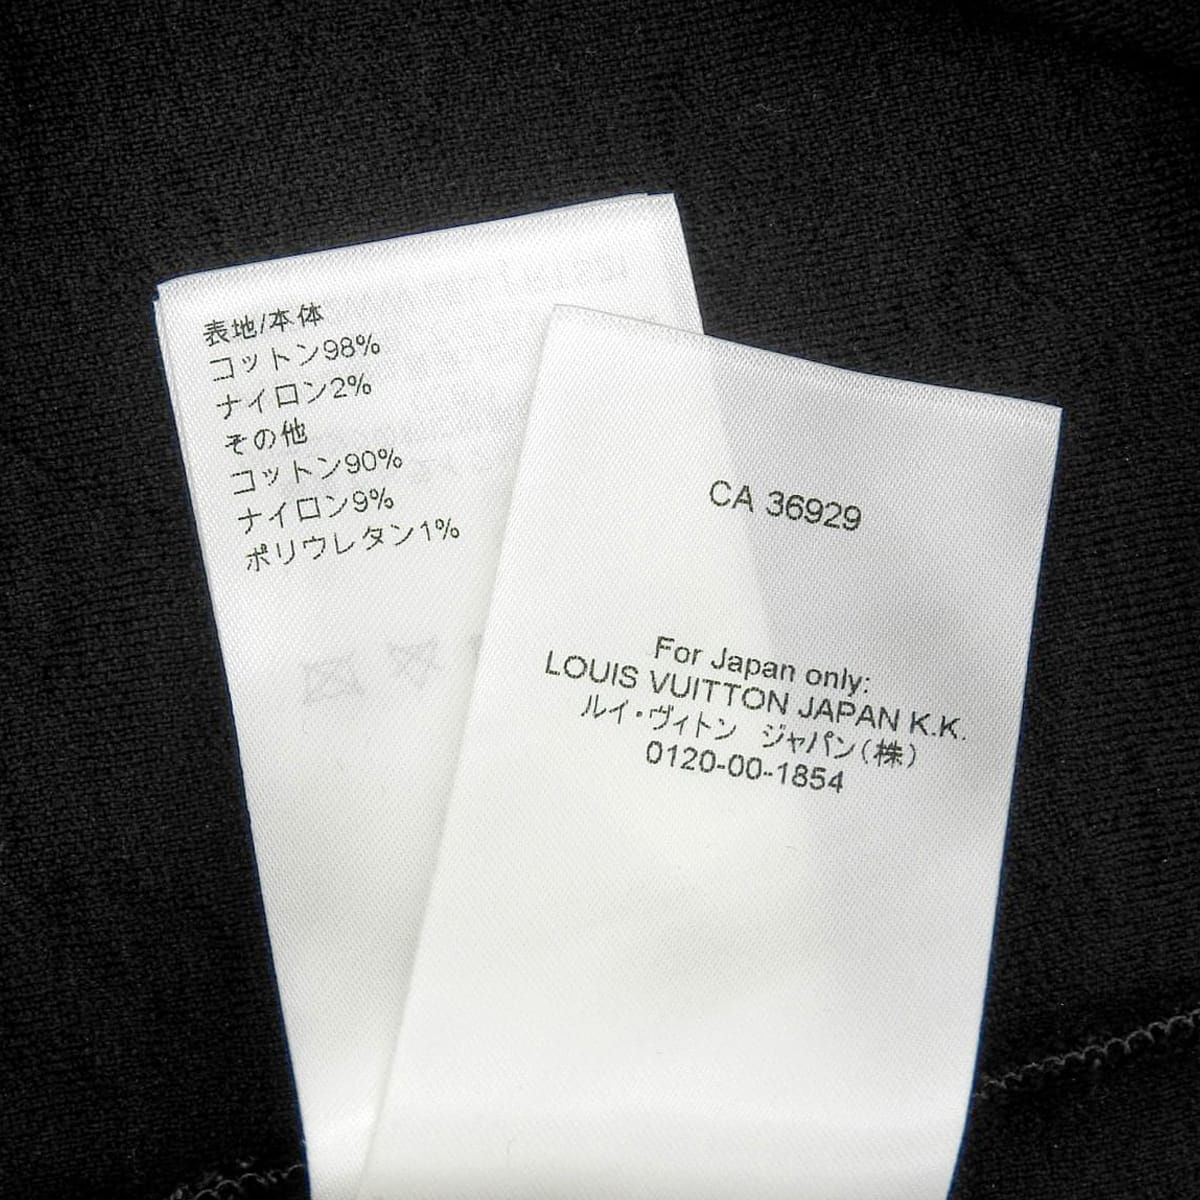 表地/本体
コットン98%
ナイロン2%
その他
コットン90%
ナイロン9%
ポリウレタン1%
CA 36929
For Japan only:
LOUIS VUITTON JAPAN K.K.
ルイ・ヴィトン ジャパン(株)
0120-00-1854